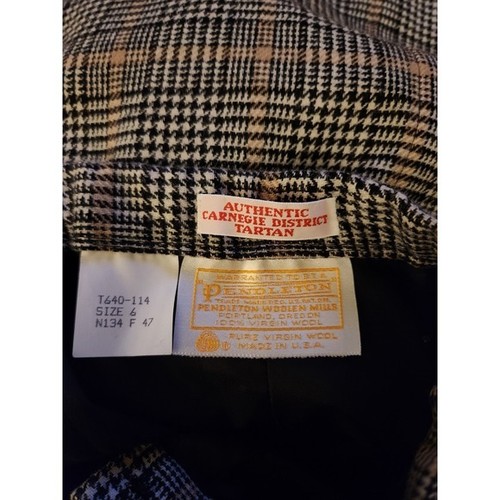 AUTHENTIC
CARNEGIE DISTRICT
TARTAN
T640-114
SIZE 6
N134 F 47
WARRANTED TO BE A
"PENDLETON"
PENDLETON WOOLEN MILLS
PORTLAND, OREGON
100% VIRGIN WOOL
PURE VIRGIN WOOL
MADE IN U.S.A.